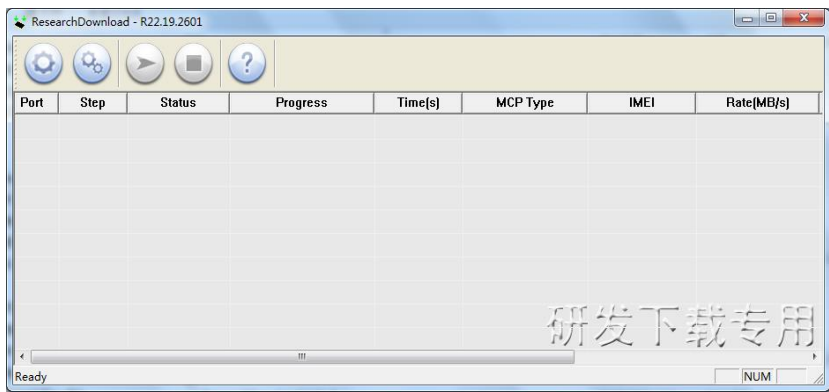 ResearchDownload - R22.19.2601
?
Port Step Status Progress Time(s) MCP Type IMEI Rate(MB/s)
研发下载专用
Ready NUM